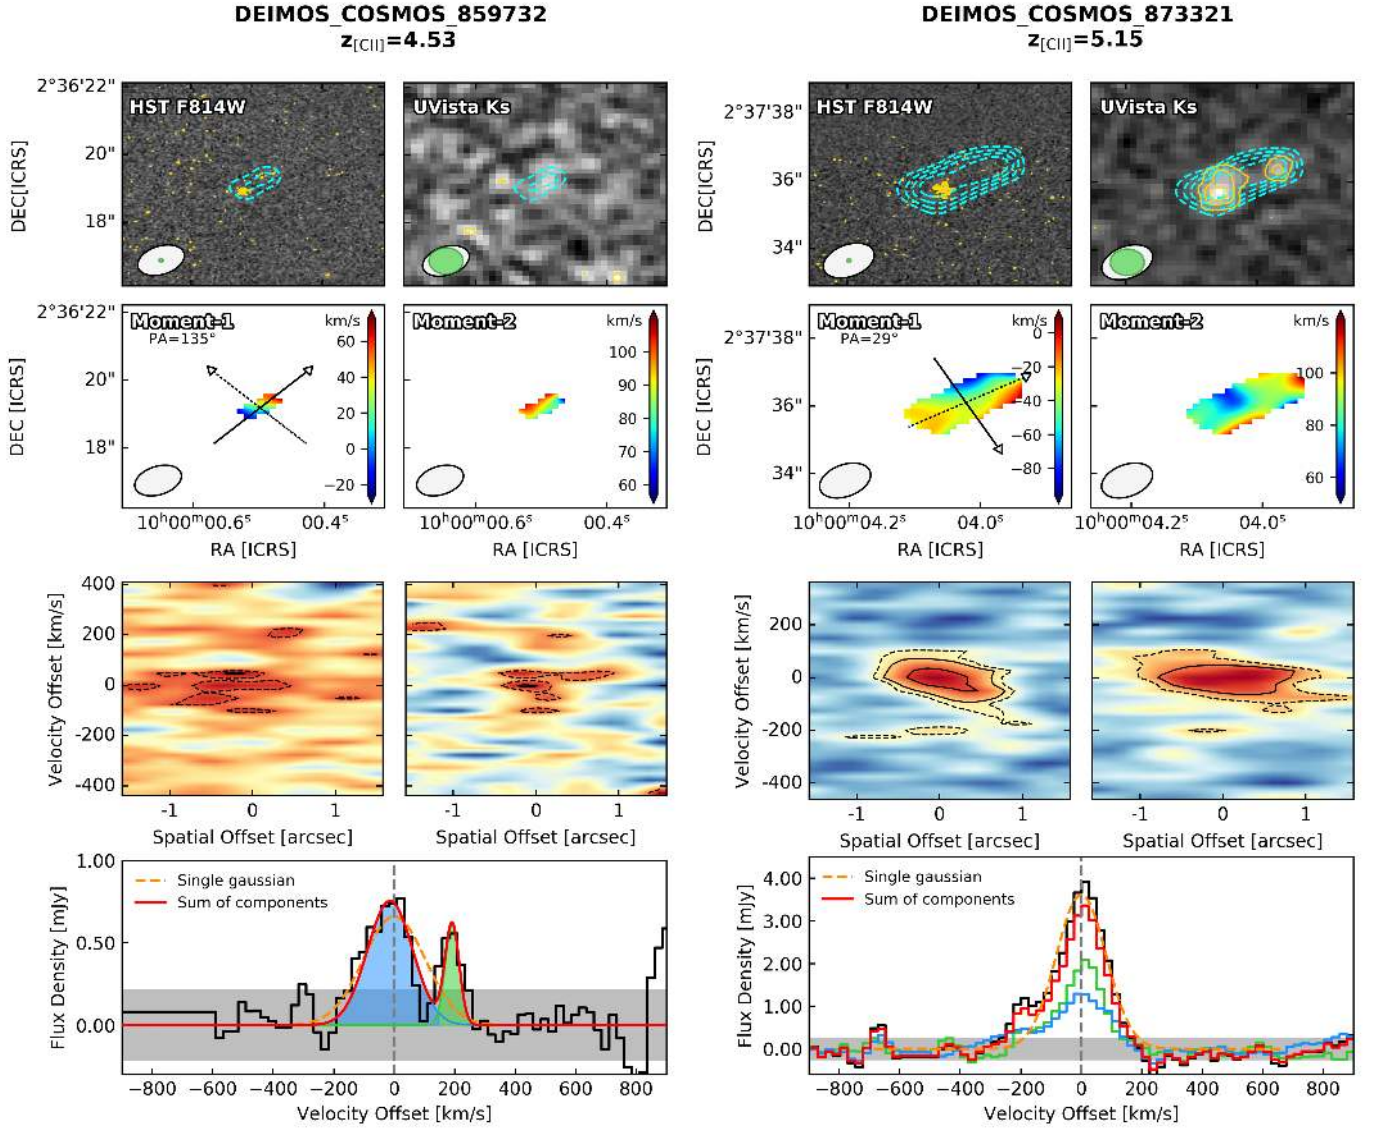 DEIMOS_COSMOS_859732
z[CII]=4.53
HST F814W
UVista Ks
2°36'22"
20"
18"
DEC[ICRS]
Moment-1
PA=135°
km/s
60
40
20
0
−20
Moment-2
km/s
100
90
80
70
60
2°36'22"
20"
18"
DEC [ICRS]
10h00m00.6s
00.4s
10h00m00.6s
00.4s
RA [ICRS]
RA [ICRS]
400
200
0
-200
-400
Velocity Offset [km/s]
-1
0
1
-1
0
1
Spatial Offset [arcsec]
Spatial Offset [arcsec]
Single gaussian
Sum of components
1.00
0.50
0.00
Flux Density [mJy]
−800
−600
−400
−200
0
200
400
600
800
Velocity Offset [km/s]
DEIMOS_COSMOS_873321
z[CII]=5.15
HST F814W
UVista Ks
2°37'38"
36"
34"
DEC[ICRS]
Moment-1
PA=29°
km/s
0
−20
−40
−60
−80
Moment-2
km/s
100
80
60
2°37'38"
36"
34"
DEC [ICRS]
10h00m04.2s
04.0s
10h00m04.2s
04.0s
RA [ICRS]
RA [ICRS]
200
0
-200
-400
Velocity Offset [km/s]
-1
0
1
-1
0
1
Spatial Offset [arcsec]
Spatial Offset [arcsec]
Single gaussian
Sum of components
4.00
3.00
2.00
1.00
0.00
Flux Density [mJy]
−800
−600
−400
−200
0
200
400
600
800
Velocity Offset [km/s]